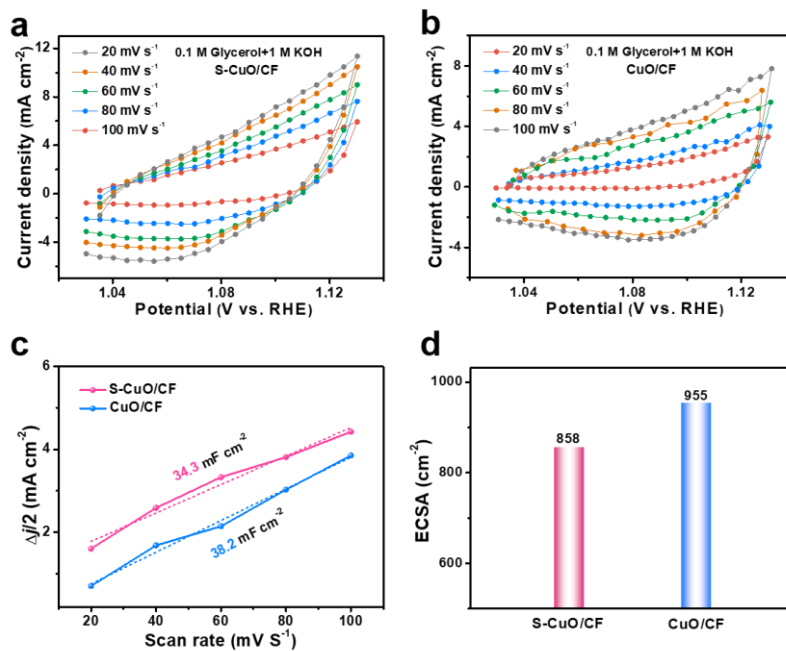 a
20 mV s⁻¹
40 mV s⁻¹
60 mV s⁻¹
80 mV s⁻¹
100 mV s⁻¹
0.1 M Glycerol+1 M KOH
S-CuO/CF
12
8
4
0
-4
1.04
1.08
1.12
Current density (mA cm⁻²)
Potential (V vs. RHE)
b
20 mV s⁻¹
40 mV s⁻¹
60 mV s⁻¹
80 mV s⁻¹
100 mV s⁻¹
0.1 M Glycerol+1 M KOH
CuO/CF
8
4
0
-4
1.04
1.08
1.12
Current density (mA cm⁻²)
Potential (V vs. RHE)
c
S-CuO/CF
CuO/CF
34.3 mF cm⁻²
38.2 mF cm⁻²
6
4
2
20
40
60
80
100
Δj/2 (mA cm⁻²)
Scan rate (mV S⁻¹)
d
1000
800
600
858
955
S-CuO/CF
CuO/CF
ECSA (cm⁻²)